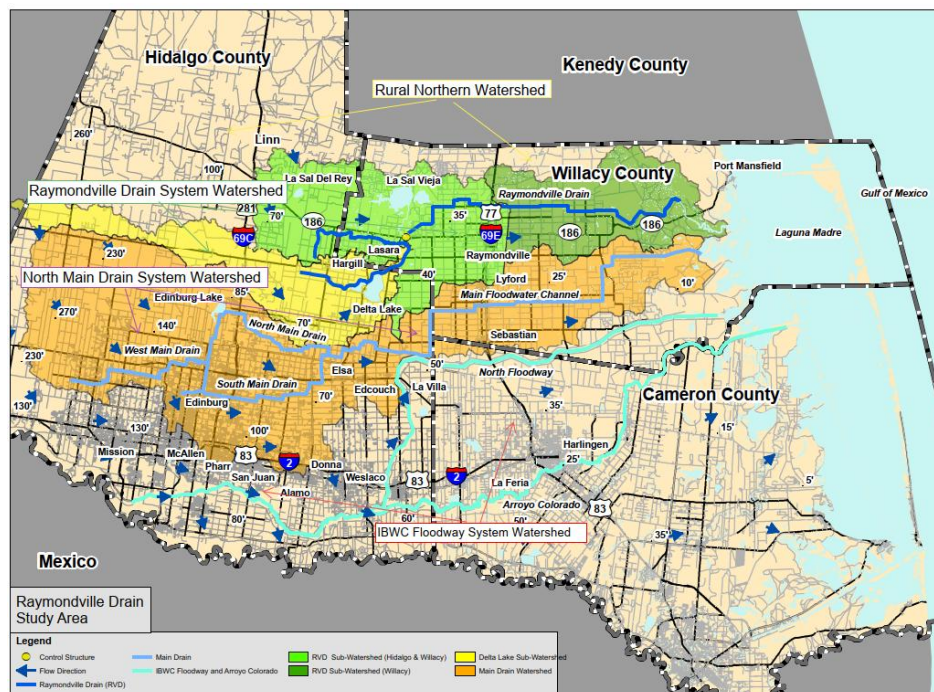 Hidalgo County
Kenedy County
Rural Northern Watershed
260'
Linn
100'
La Sal Del Rey
La Sal Vieja
Willacy County
Port Mansfield
Raymondville Drain System Watershed
Raymondville Drain
Gulf of Mexico
281
70'
186
35'
77
186
186
Laguna Madre
69C
69E
230'
Lasara
Raymondville
North Main Drain System Watershed
Hargill
40'
Lyford
25'
85'
Edinburg Lake
Main Floodwater Channel
10'
270'
Delta Lake
70'
140'
North Main Drain
Sebastian
West Main Drain
230'
Elsa
50'
North Floodway
South Main Drain
70'
Edcouch
La Villa
Cameron County
Edinburg
130'
130'
35'
15'
100'
Harlingen
Mission
McAllen
83
2
25'
Pharr
San Juan
Donna
Weslaco
83
2
La Feria
5'
Alamo
Arroyo Colorado
83
80'
60'
50'
IBWC Floodway System Watershed
35'
Mexico
Raymondville Drain
Study Area
Legend
Control Structure
Main Drain
RVD Sub-Watershed (Hidalgo & Willacy)
Delta Lake Sub-Watershed
Flow Direction
IBWC Floodway and Arroyo Colorado
RVD Sub-Watershed (Willacy)
Main Drain Watershed
Raymondville Drain (RVD)